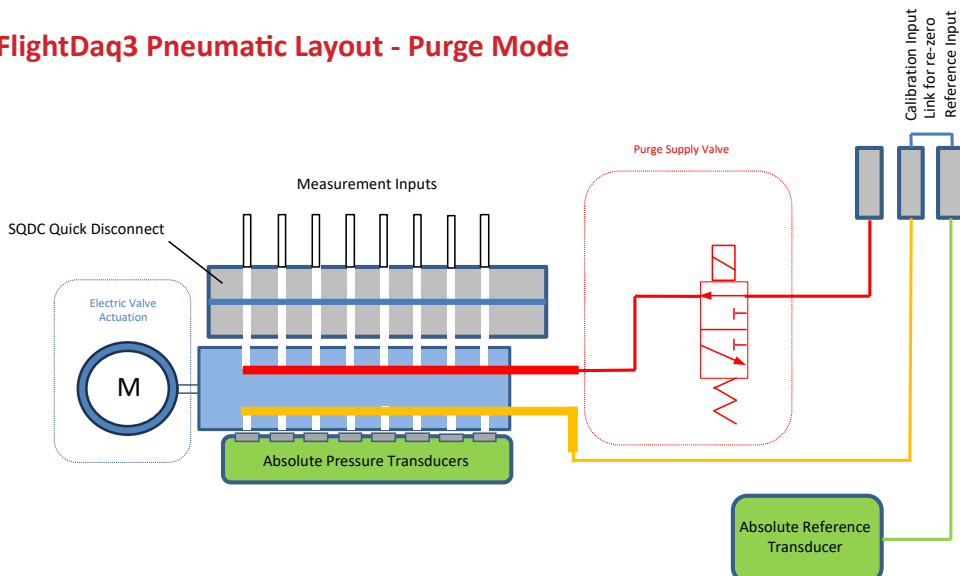 FlightDaq3 Pneumatic Layout - Purge Mode
Calibration Input
Link for re-zero
Reference Input
Purge Supply Valve
Measurement Inputs
SQDC Quick Disconnect
Electric Valve
Actuation
M
Absolute Pressure Transducers
Absolute Reference
Transducer